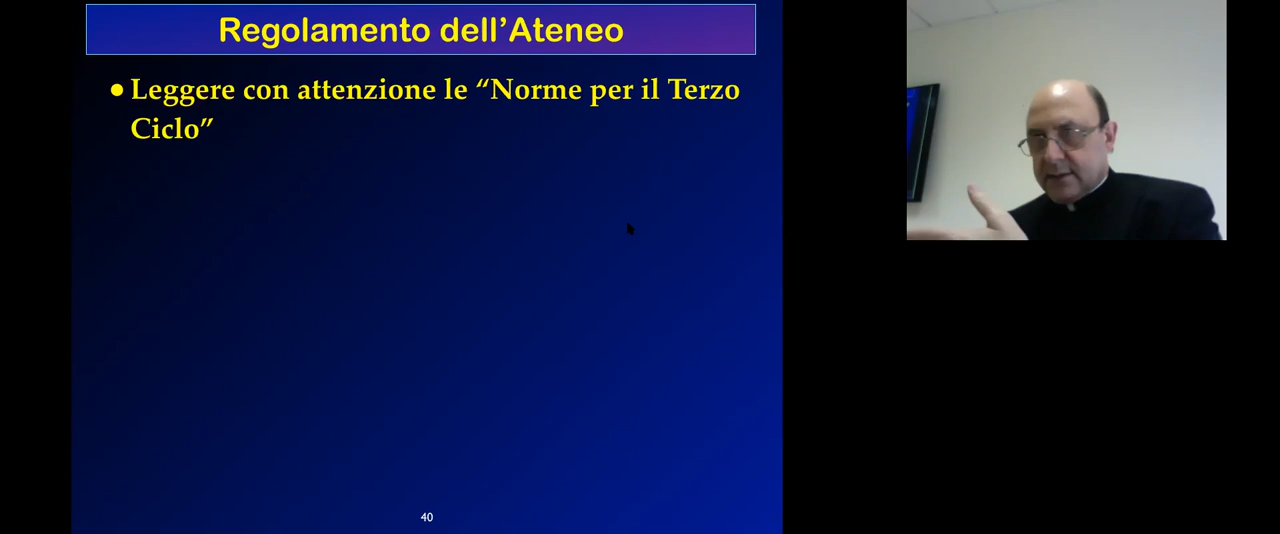 Regolamento dell’Ateneo
● Leggere con attenzione le “Norme per il Terzo
Ciclo”
40